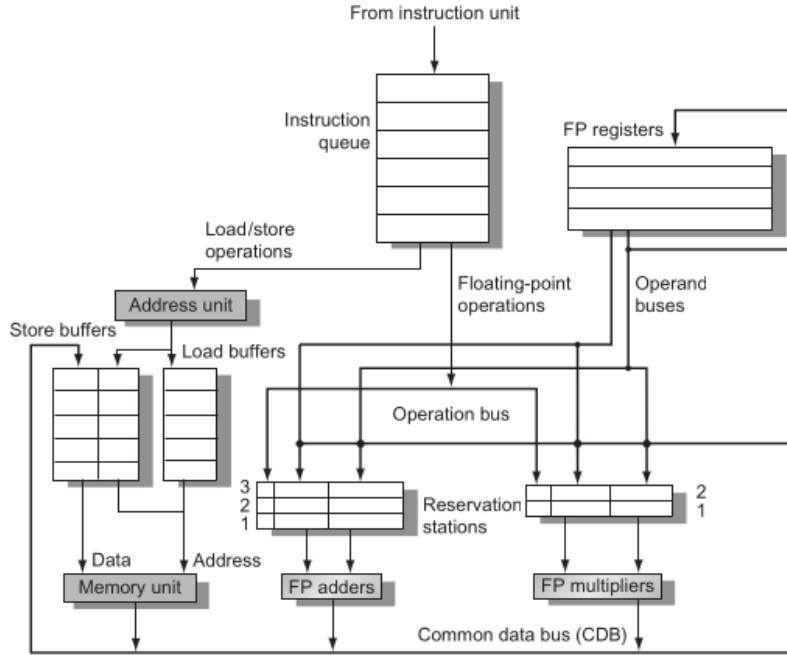 From instruction unit
Instruction
queue
FP registers
Load/store
operations
Floating-point
operations
Operand
buses
Address unit
Store buffers
Load buffers
Operation bus
3
2
1
Reservation
stations
2
1
Data
Address
Memory unit
FP adders
FP multipliers
Common data bus (CDB)